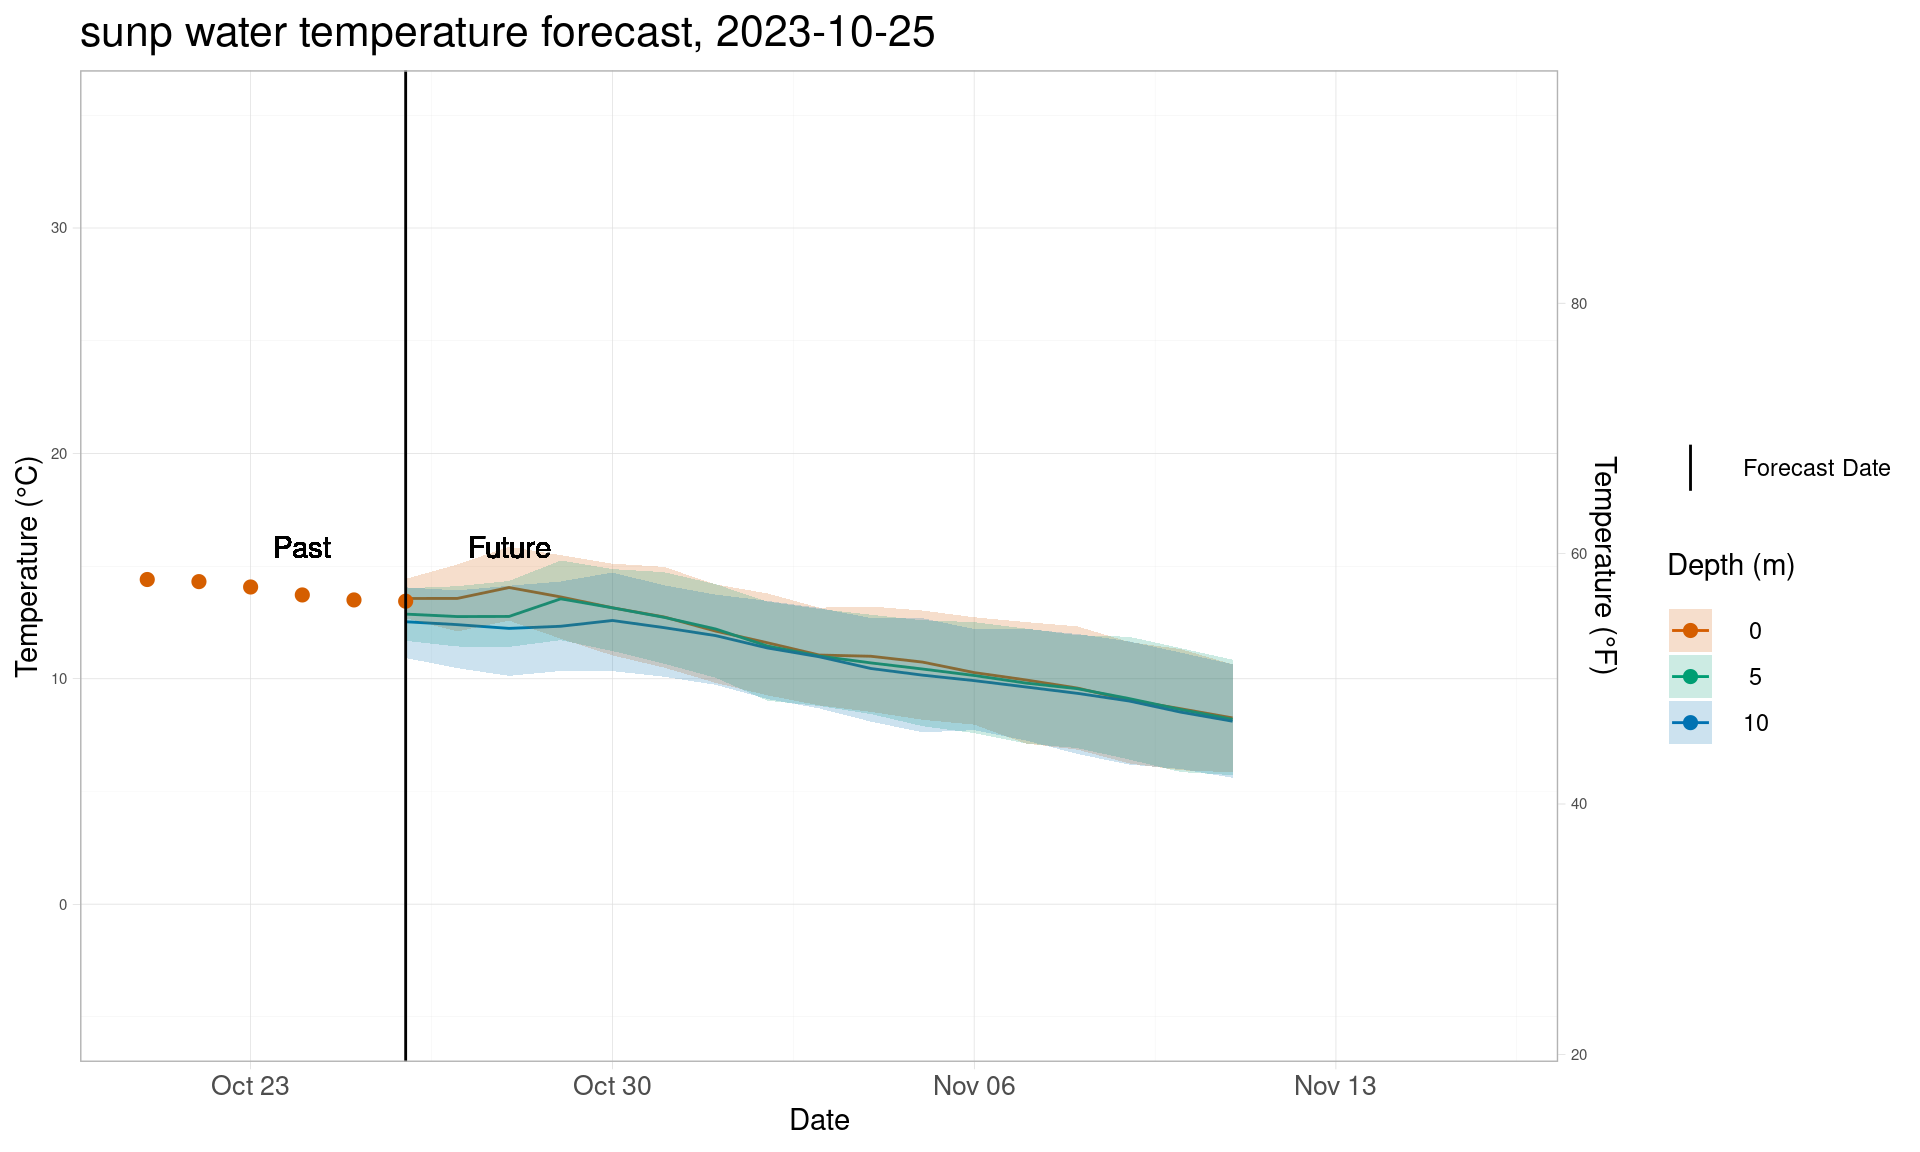 sunp water temperature forecast, 2023-10-25
Temperature (°C)
30
20
10
0
Past
Future
80
60
40
20
Temperature (°F)
Oct 23
Oct 30
Nov 06
Nov 13
Date
Forecast Date
Depth (m)
0
5
10